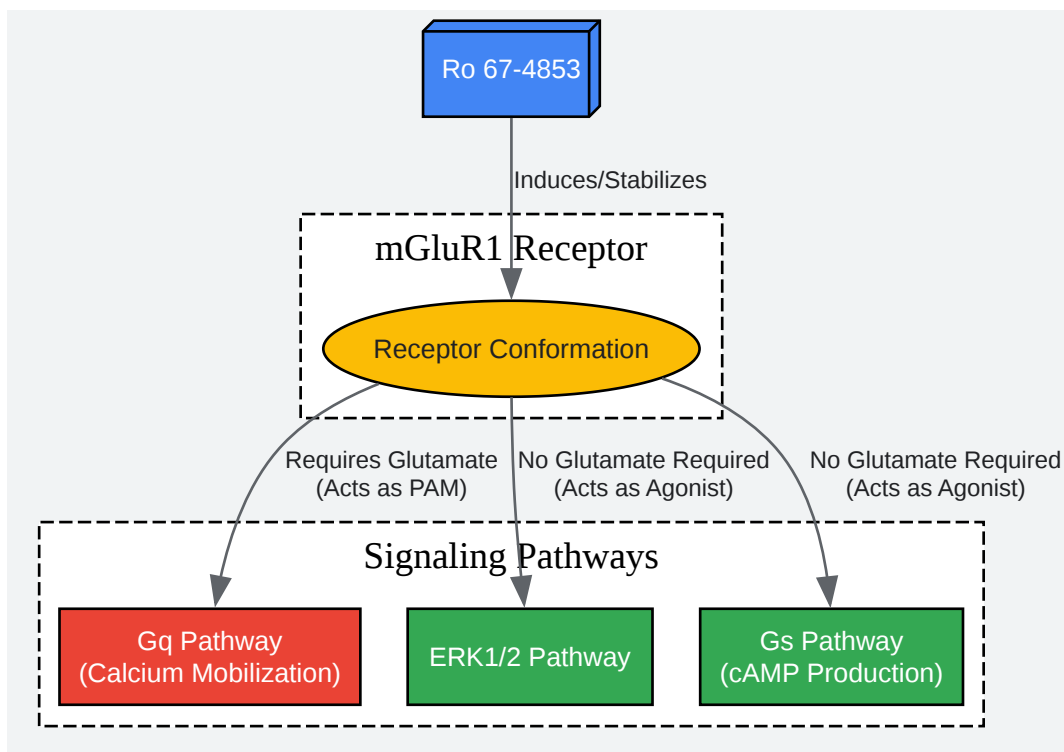 Ro 67-4853
Induces/Stabilizes
mGluR1 Receptor
Receptor Conformation
Requires Glutamate
(Acts as PAM)
No Glutamate Required
(Acts as Agonist)
No Glutamate Required
(Acts as Agonist)
Signaling Pathways
Gq Pathway
(Calcium Mobilization)
ERK1/2 Pathway
Gs Pathway
(cAMP Production)